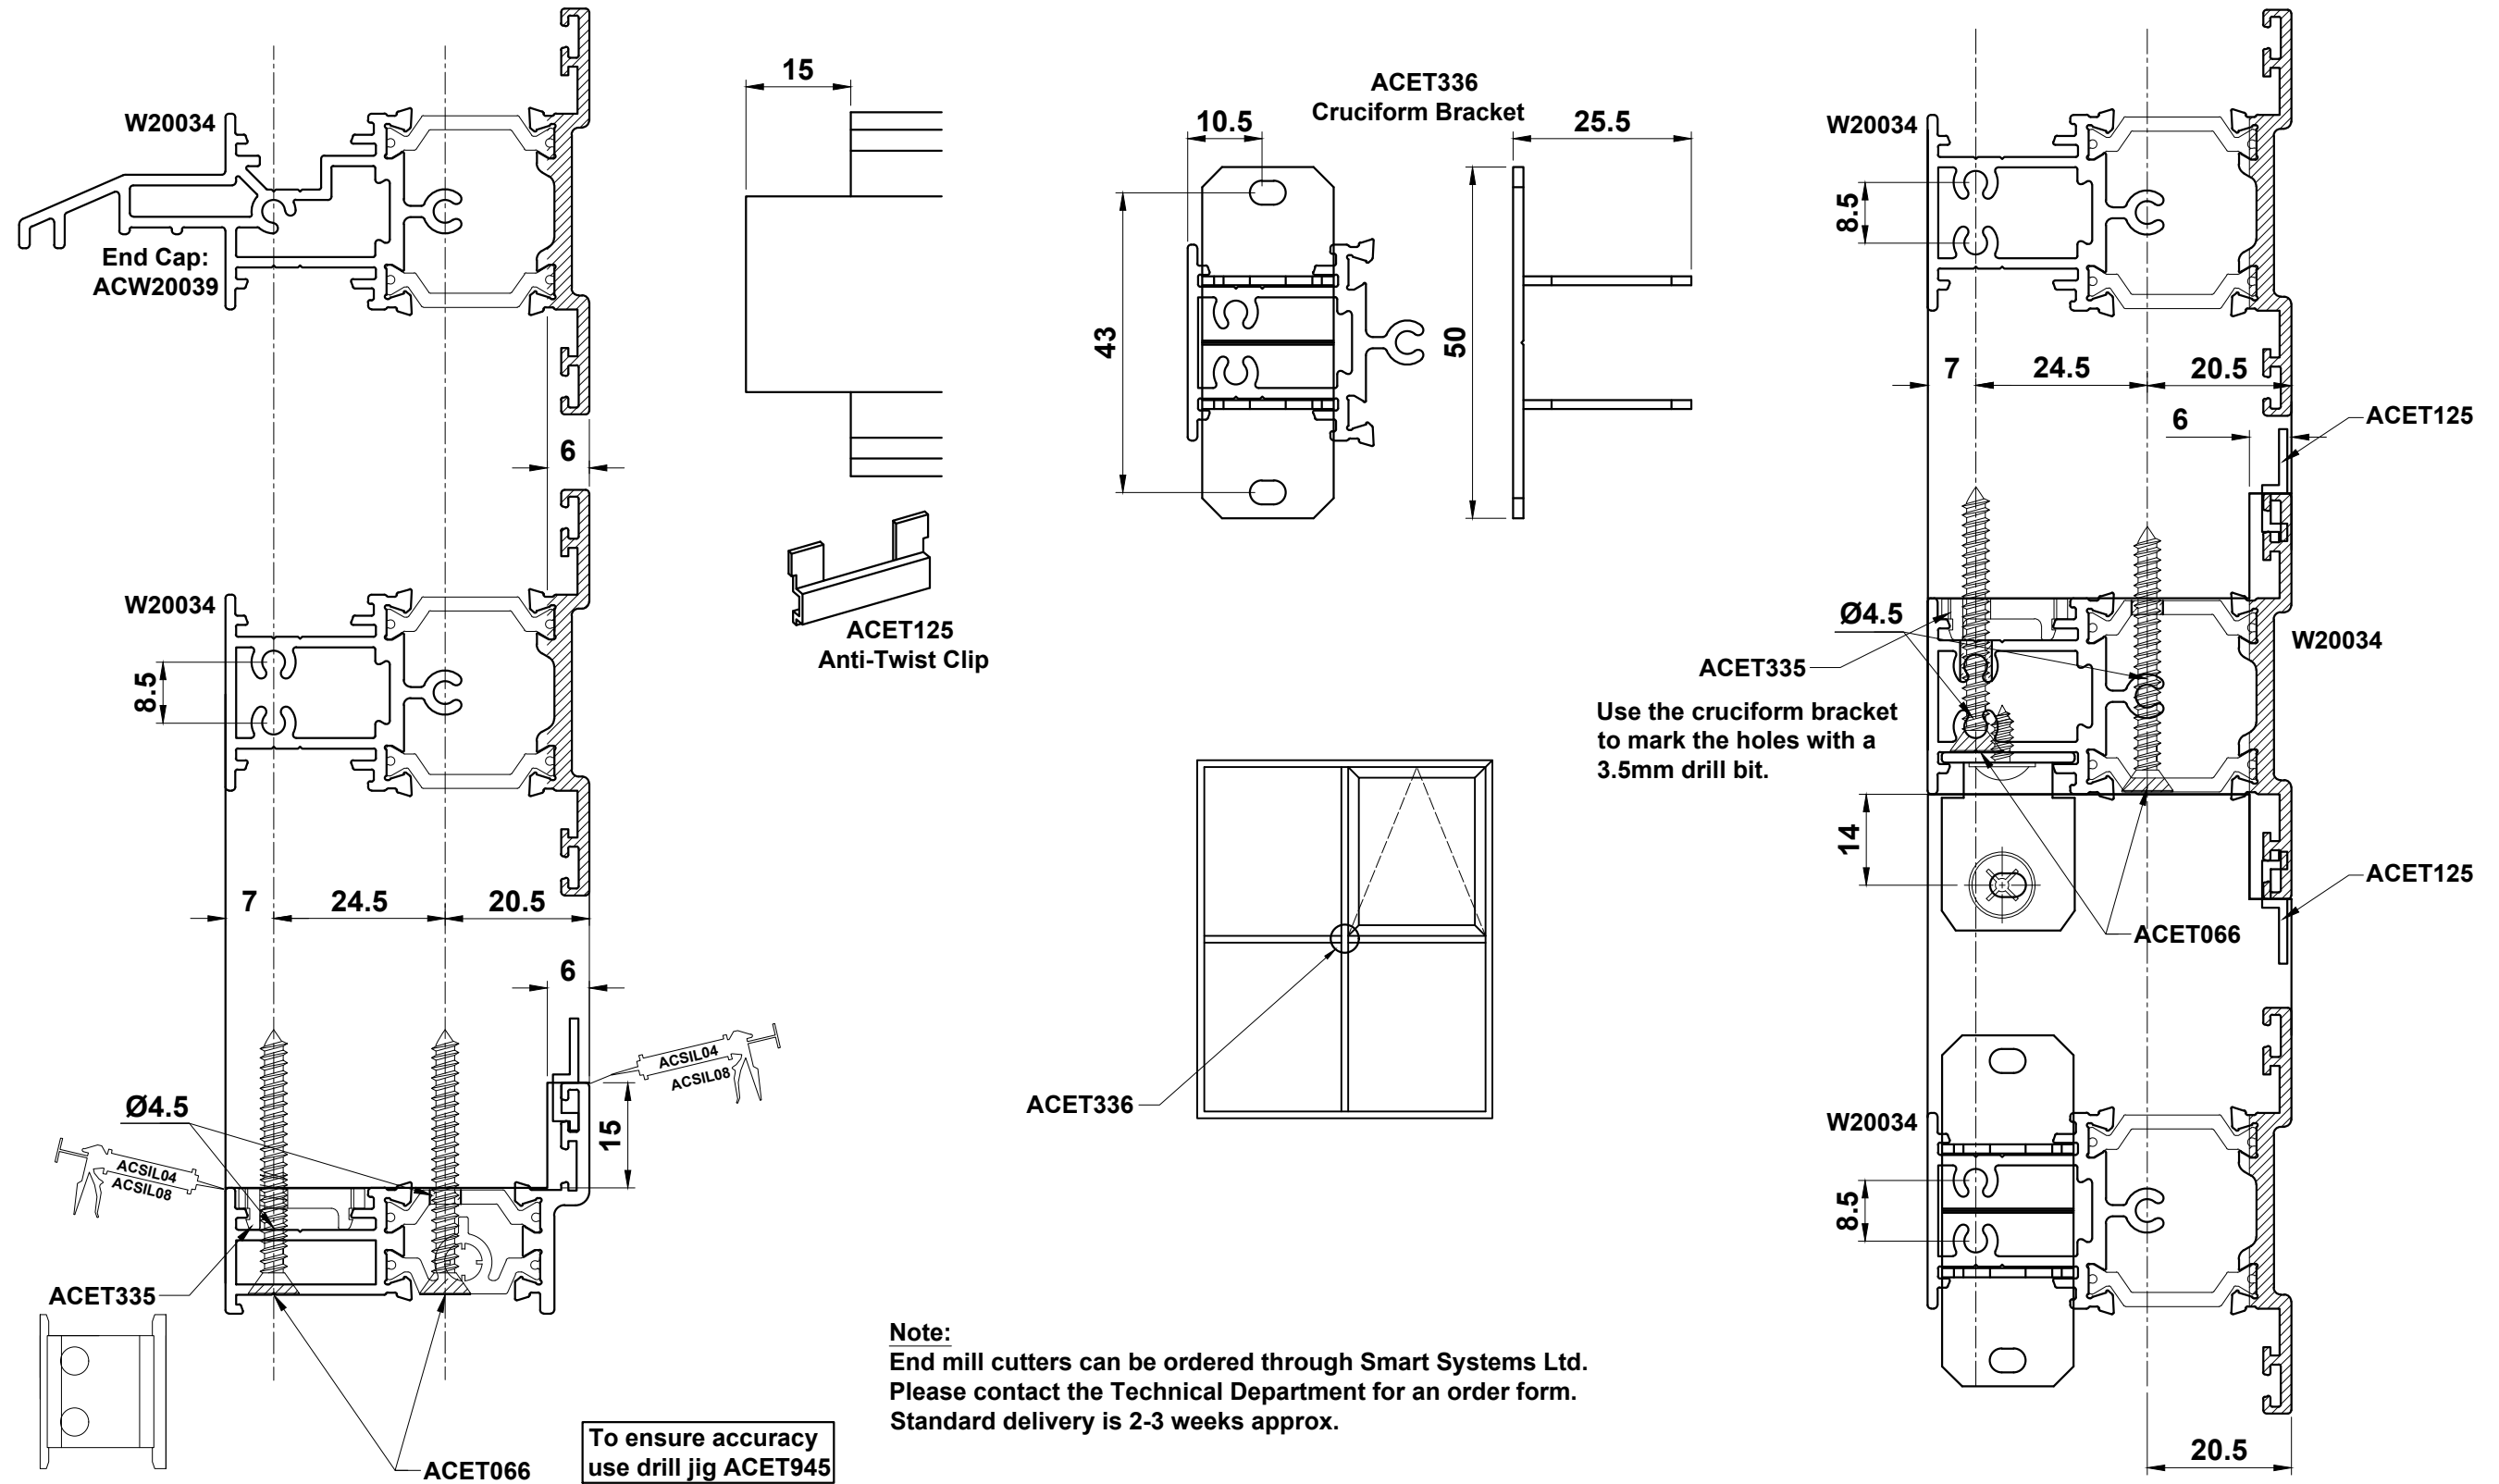 W20034
End Cap:
ACW20039
6
W20034
8.5
7
24.5
20.5
6
ACSIL04
ACSIL08
Ø4.5
15
ACSIL04
ACSIL08
ACET335
ACET066
To ensure accuracy
use drill jig ACET945
15
ACET125
Anti-Twist Clip
ACET336
Cruciform Bracket
10.5
25.5
43
50
ACET336
Note:
End mill cutters can be ordered through Smart Systems Ltd.
Please contact the Technical Department for an order form.
Standard delivery is 2-3 weeks approx.
W20034
8.5
7
24.5
20.5
6
ACET125
Ø4.5
W20034
ACET335
Use the cruciform bracket
to mark the holes with a
3.5mm drill bit.
14
ACET125
ACET066
W20034
8.5
20.5